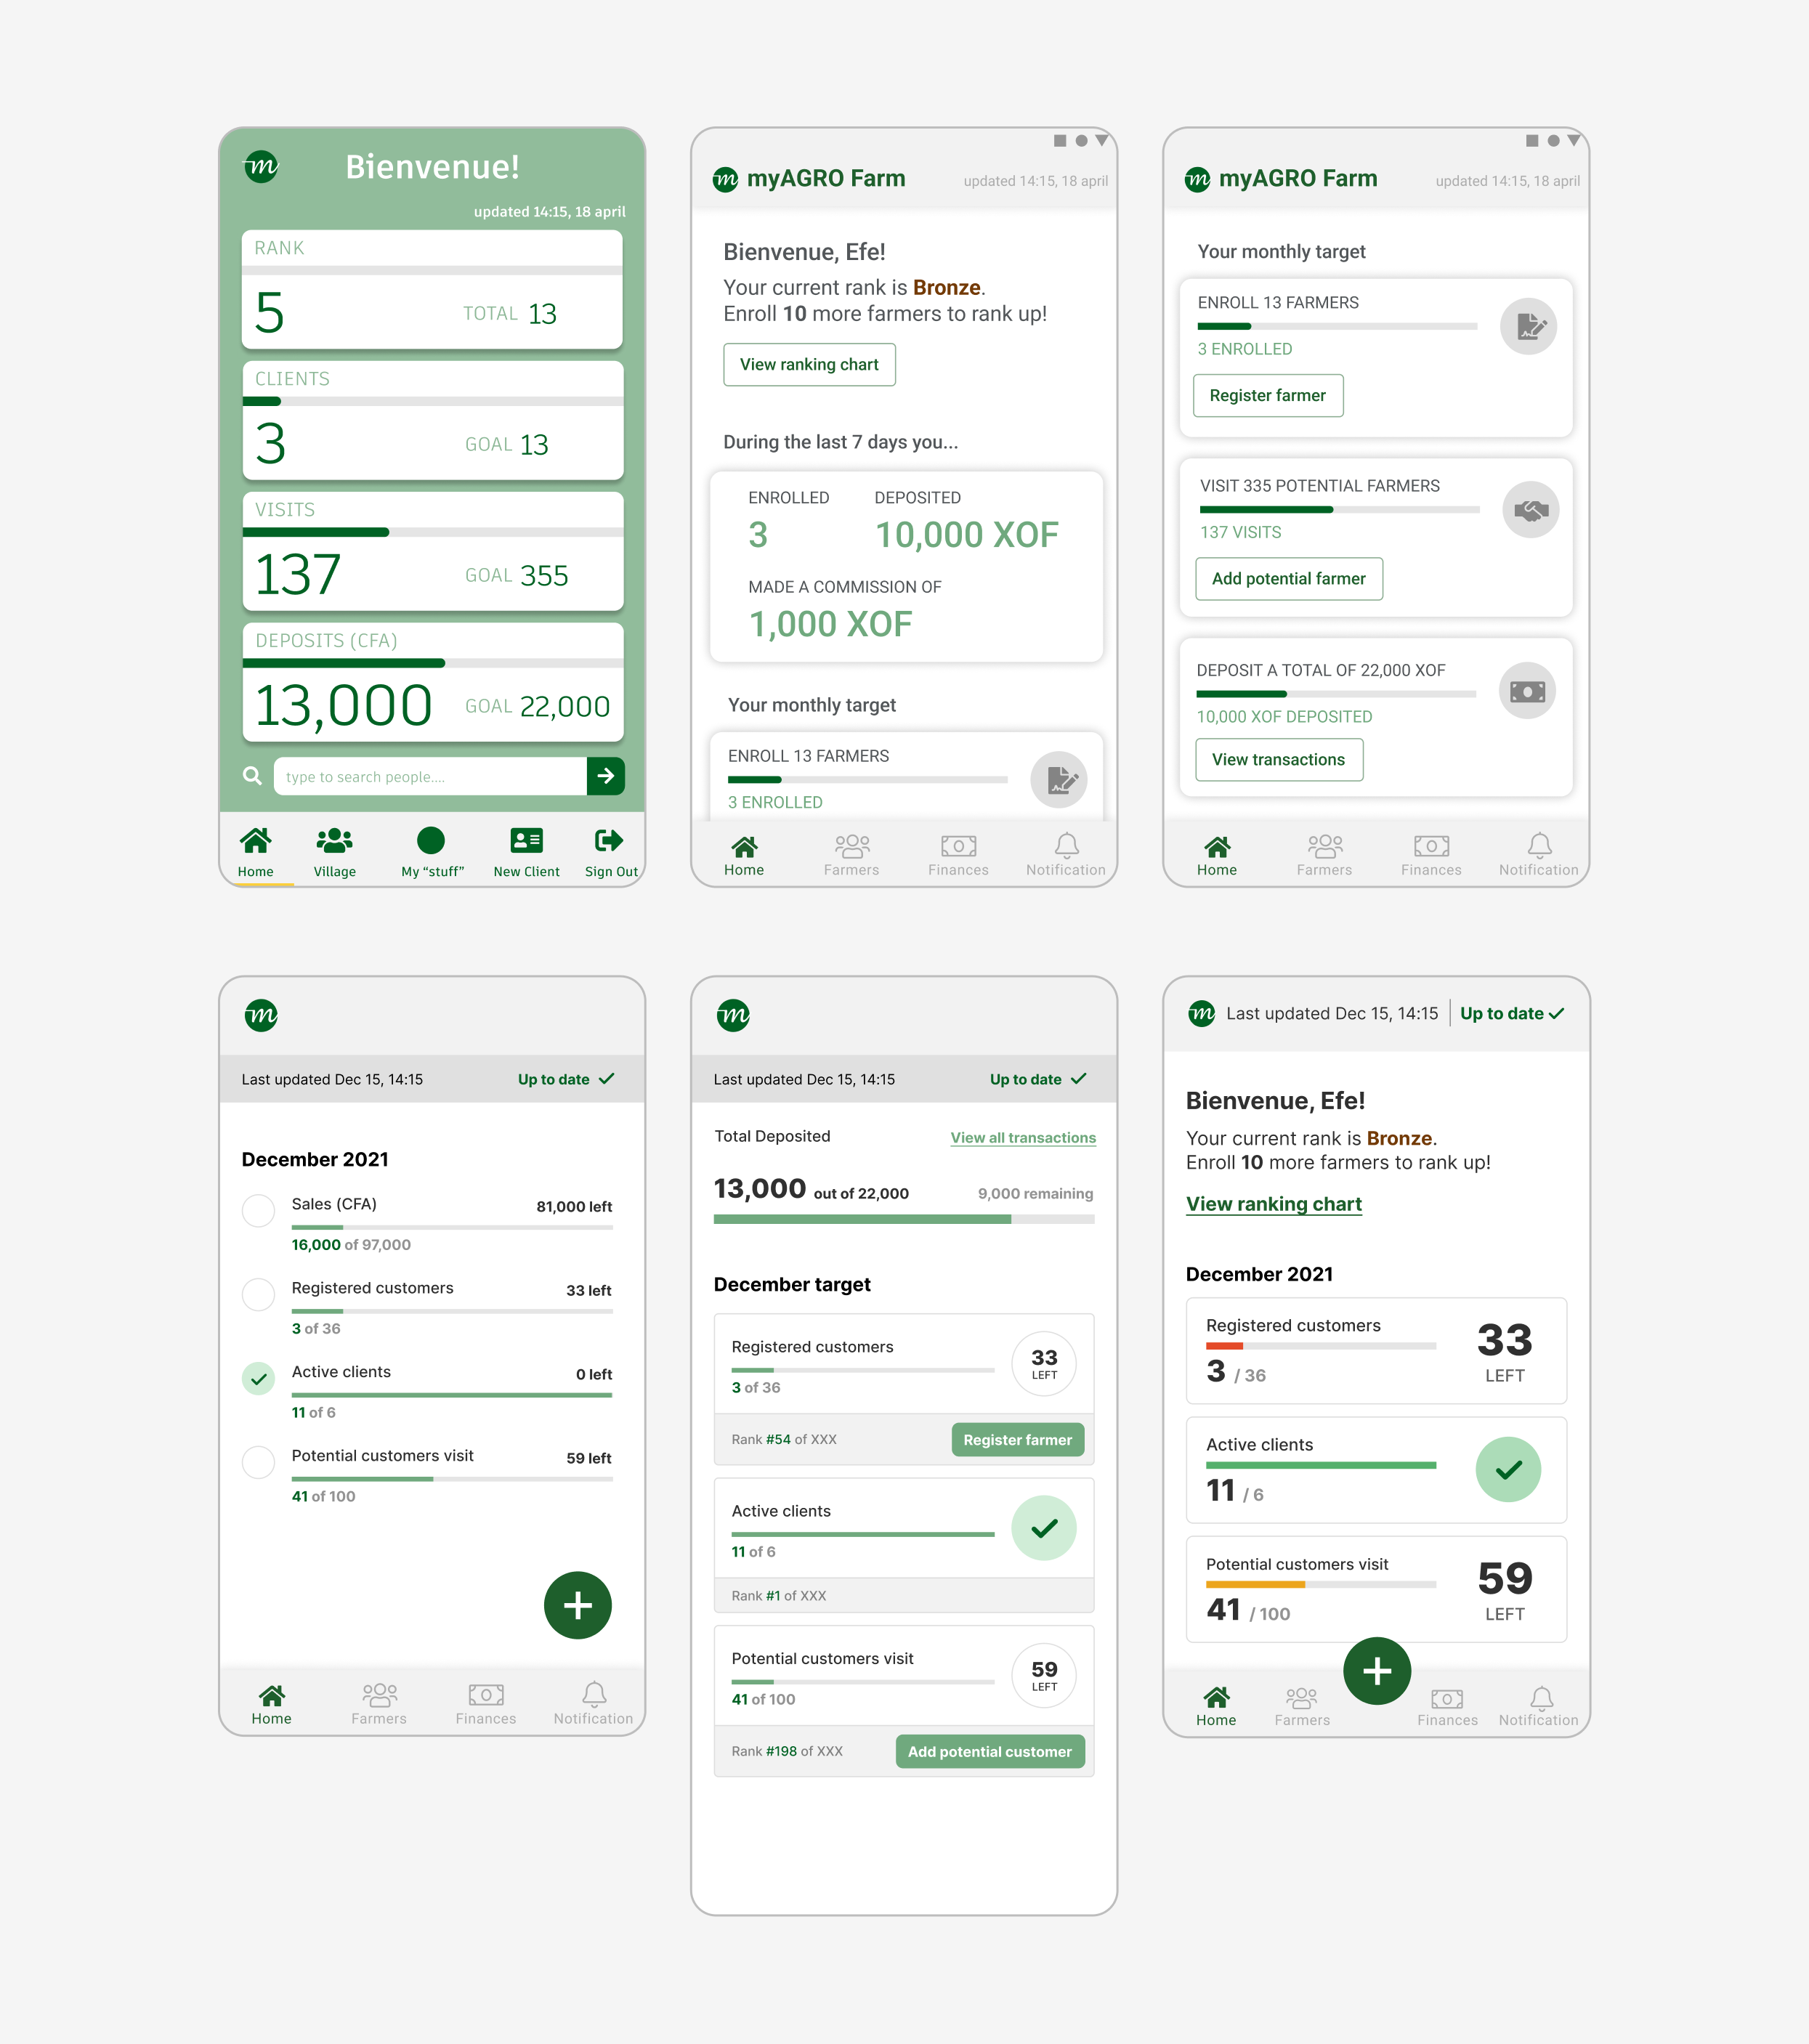 m
Bienvenue!
updated 14:15, 18 april
RANK
5 TOTAL 13
CLIENTS
3 GOAL 13
VISITS
137 GOAL 355
DEPOSITS (CFA)
13,000 GOAL 22,000
type to search people....
Home Village My “stuff” New Client Sign Out
m myAGRO Farm updated 14:15, 18 april
Bienvenue, Efe!
Your current rank is Bronze.
Enroll 10 more farmers to rank up!
View ranking chart
During the last 7 days you...
ENROLLED DEPOSITED
3 10,000 XOF
MADE A COMMISSION OF
1,000 XOF
Your monthly target
ENROLL 13 FARMERS
3 ENROLLED
Home Farmers Finances Notification
m myAGRO Farm updated 14:15, 18 april
Your monthly target
ENROLL 13 FARMERS
3 ENROLLED
Register farmer
VISIT 335 POTENTIAL FARMERS
137 VISITS
Add potential farmer
DEPOSIT A TOTAL OF 22,000 XOF
10,000 XOF DEPOSITED
View transactions
Home Farmers Finances Notification
m
Last updated Dec 15, 14:15 Up to date
December 2021
Sales (CFA) 81,000 left
16,000 of 97,000
Registered customers 33 left
3 of 36
Active clients 0 left
11 of 6
Potential customers visit 59 left
41 of 100
Home Farmers Finances Notification
m
Last updated Dec 15, 14:15 Up to date
Total Deposited View all transactions
13,000 out of 22,000 9,000 remaining
December target
Registered customers
3 of 36
33
LEFT
Rank #54 of XXX Register farmer
Active clients
11 of 6
Rank #1 of XXX
Potential customers visit
41 of 100
59
LEFT
Rank #198 of XXX Add potential customer
m Last updated Dec 15, 14:15 Up to date
Bienvenue, Efe!
Your current rank is Bronze.
Enroll 10 more farmers to rank up!
View ranking chart
December 2021
Registered customers
3 / 36
33
LEFT
Active clients
11 / 6
Potential customers visit
41 / 100
59
LEFT
Home Farmers Finances Notification